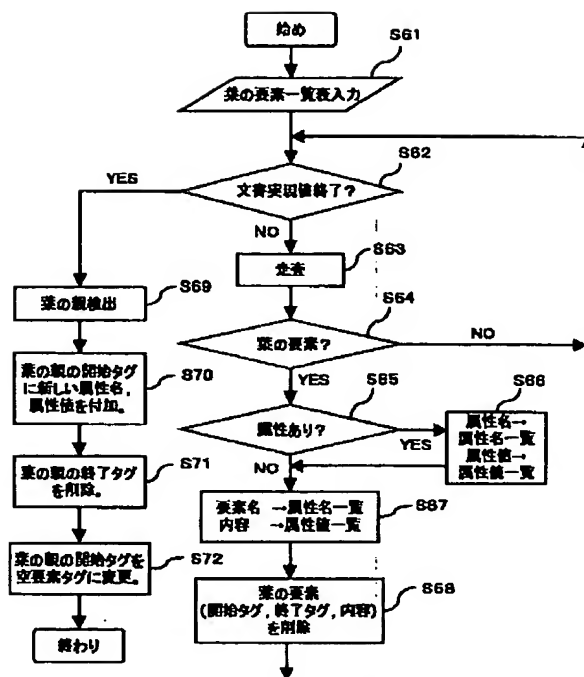 始め
S61
葉の要素一覧表入力
S62
文書実現値終了?
YES
NO
S63
走査
S64
葉の要素?
NO
YES
S65
属性あり?
YES
NO
S66
属性名→
属性名一覧
属性値→
属性値一覧
要素名 →属性名一覧
内容 →属性値一覧
S67
葉の要素
(開始タグ,終了タグ,内容)
を削除
S68
葉の親検出
S69
葉の親の開始タグ
に新しい属性名,
属性値を付加。
S70
葉の親の終了タグ
を削除。
S71
葉の親の開始タグを
空要素タグに変更。
S72
終わり